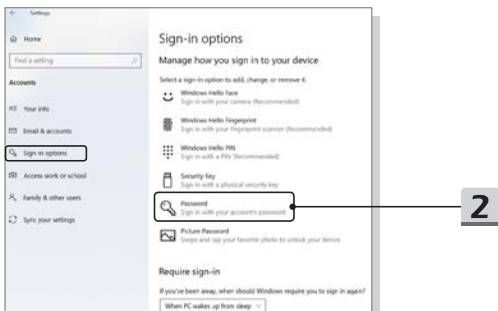 Settings
Home
Find a setting
Accounts
Your info
Email & accounts
Sign-in options
Access work or school
Family & other users
Sync your settings
Sign-in options
Manage how you sign in to your device
Select a sign-in option to add, change, or remove it.
Windows Hello Face
Sign in with your camera (Recommended)
Windows Hello Fingerprint
Sign in with your fingerprint scanner (Recommended)
Windows Hello PIN
Sign in with a PIN (Recommended)
Security Key
Sign in with a physical security key
Password
Sign in with your account's password
Picture Password
Swipe and tap your favorite photo to unlock your device
Require sign-in
If you've been away, when should Windows require you to sign in again?
When PC wakes up from sleep
2